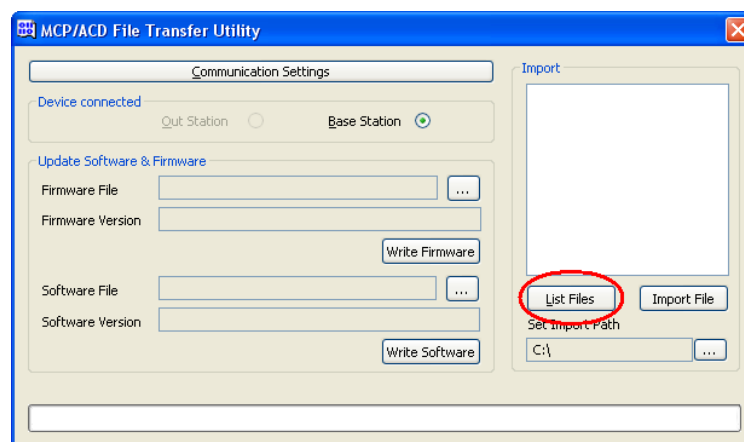 MCP/ACD File Transfer Utility
Communication Settings
Device connected
Out Station
Base Station
Update Software & Firmware
Firmware File
...
Firmware Version
Write Firmware
Software File
...
Software Version
Write Software
Import
List Files
Import File
Set Import Path
C:\
...